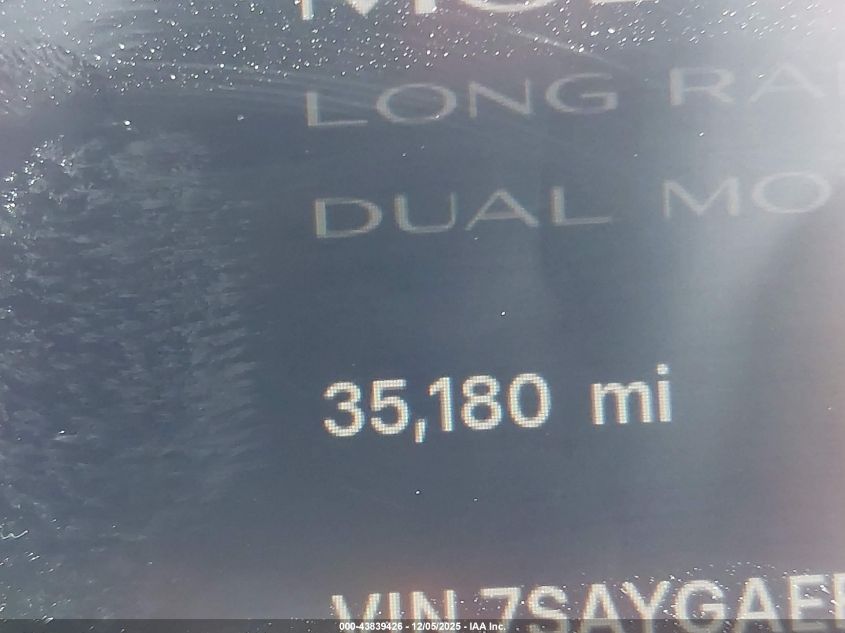 LONG RA
DUAL MO
35,180 mi
VIN 7SAYGAE
000-43839426 - 12/05/2025 - IAA Inc.